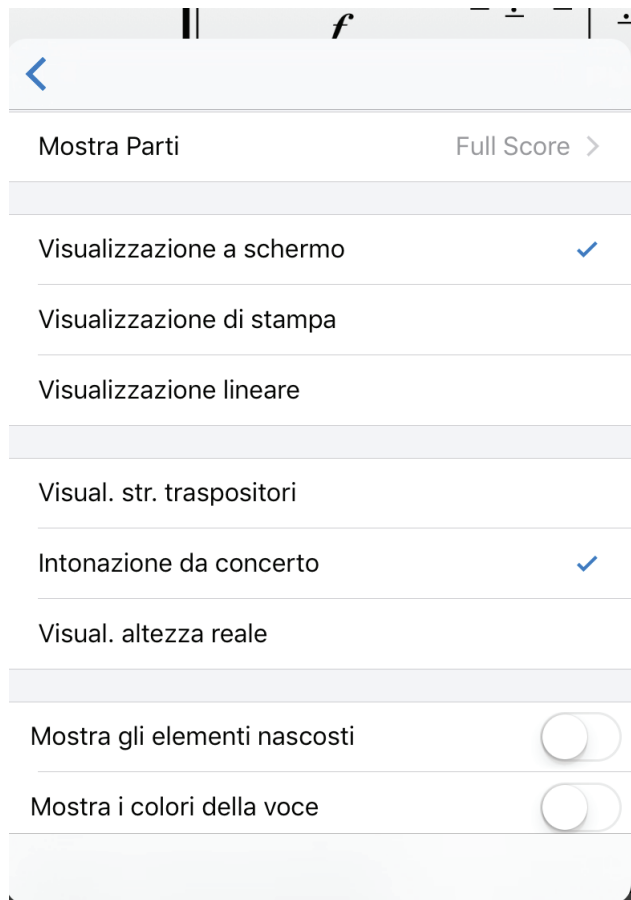 f
Mostra Parti Full Score
Visualizzazione a schermo
Visualizzazione di stampa
Visualizzazione lineare
Visual. str. traspositori
Intonazione da concerto
Visual. altezza reale
Mostra gli elementi nascosti
Mostra i colori della voce